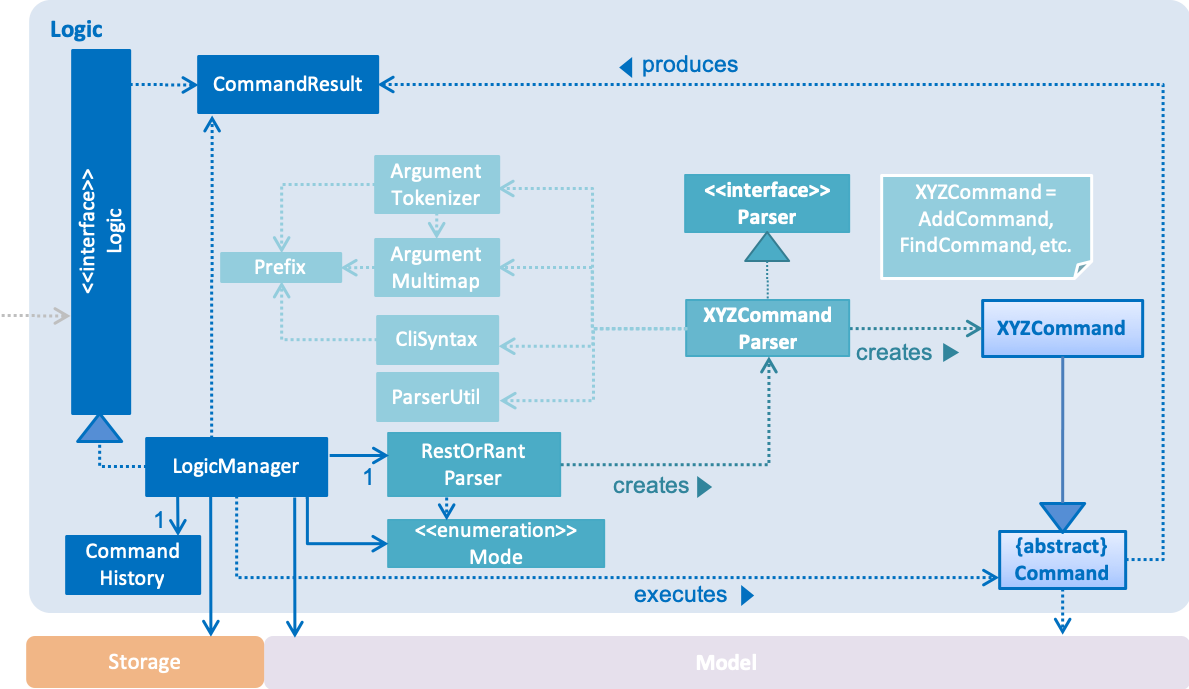 Logic
<<interface>>
Logic
CommandResult
◀ produces
Argument
Tokenizer
<<interface>>
Parser
XYZCommand =
AddCommand,
FindCommand, etc.
Prefix
Argument
Multimap
XYZCommand
Parser
XYZCommand
CliSyntax
creates ▶
ParserUtil
LogicManager
1
RestOrRant
Parser
creates ▶
1
Command
History
<<enumeration>>
Mode
{abstract}
Command
executes ▶
Storage
Model